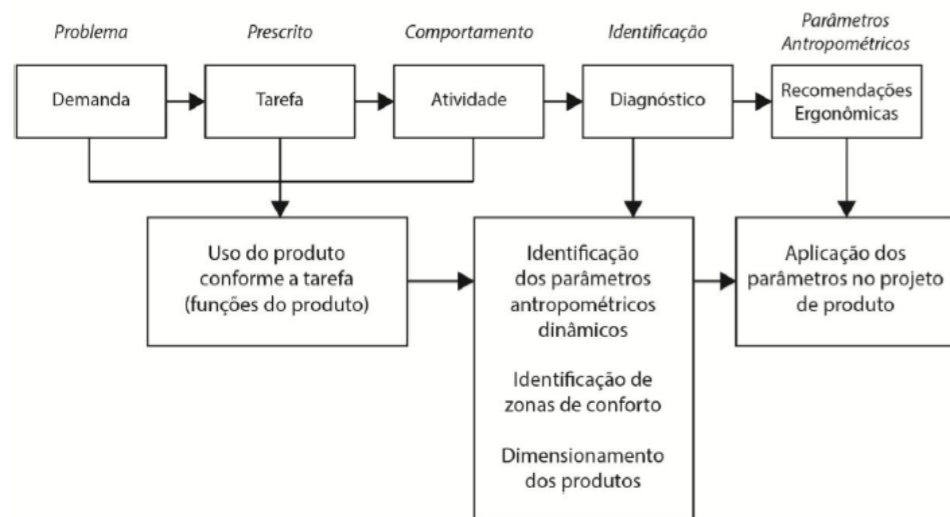 Problema
Prescrito
Comportamento
Identificação
Parâmetros
Antropométricos
Demanda
Tarefa
Atividade
Diagnóstico
Recomendações
Ergonômicas
Uso do produto
conforme a tarefa
(funções do produto)
Identificação
dos parâmetros
antropométricos
dinâmicos
Identificação de
zonas de conforto
Dimensionamento
dos produtos
Aplicação dos
parâmetros no projeto
de produto